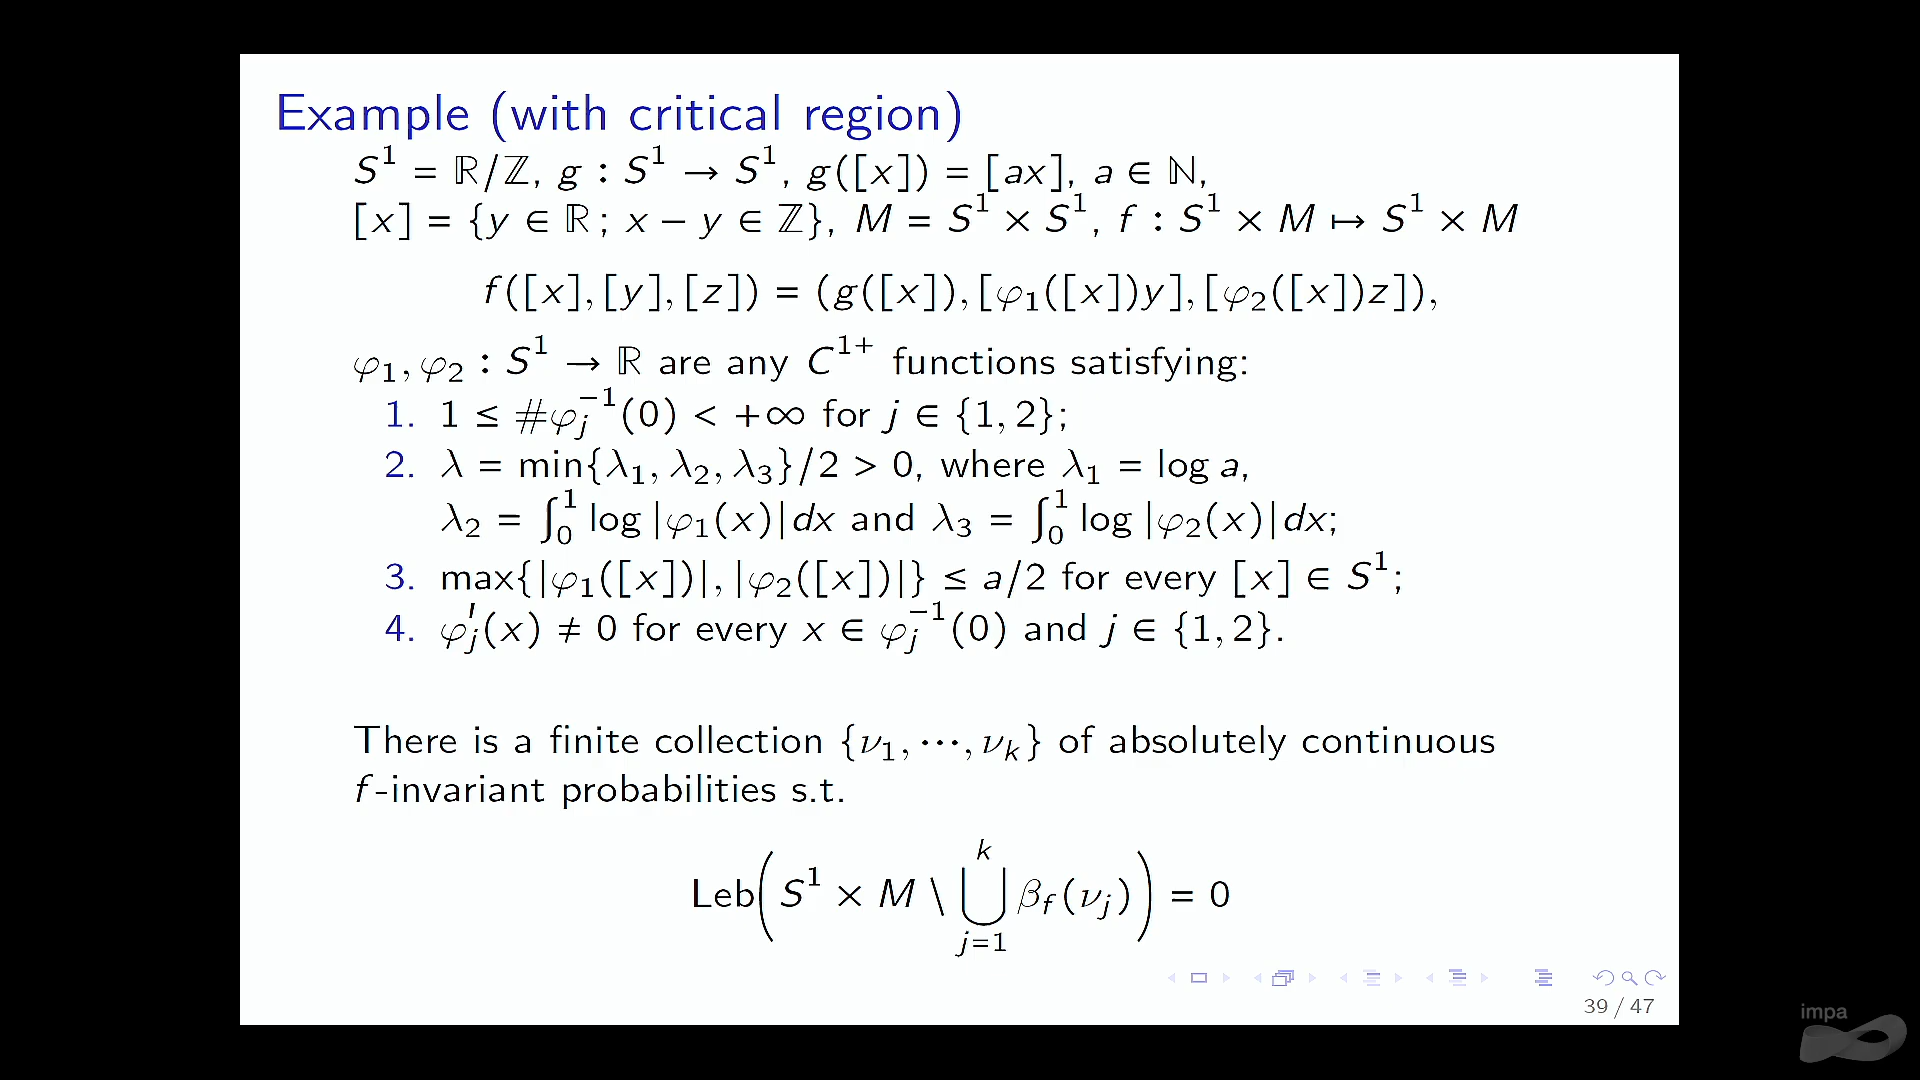 Example (with critical region)
S¹ = ℝ/ℤ, g : S¹ → S¹, g([x]) = [ax], a ∈ ℕ,
[x] = {y ∈ ℝ ; x − y ∈ ℤ}, M = S¹ × S¹, f : S¹ × M ↦ S¹ × M
f([x], [y], [z]) = (g([x]), [φ₁([x])y], [φ₂([x])z]),
φ₁, φ₂ : S¹ → ℝ are any C¹⁺ functions satisfying:
1. 1 ≤ #φⱼ⁻¹(0) < +∞ for j ∈ {1, 2};
2. λ = min{λ₁, λ₂, λ₃}/2 > 0, where λ₁ = log a,
λ₂ = ∫₀¹ log |φ₁(x)|dx and λ₃ = ∫₀¹ log |φ₂(x)|dx;
3. max{|φ₁([x])|, |φ₂([x])|} ≤ a/2 for every [x] ∈ S¹;
4. φ′ⱼ(x) ≠ 0 for every x ∈ φⱼ⁻¹(0) and j ∈ {1, 2}.
There is a finite collection {ν₁, ⋯, νₖ} of absolutely continuous
f-invariant probabilities s.t.
Leb(S¹ × M \ ⋃ⱼ₌₁ᵏ β_f(νⱼ)) = 0
39 / 47
impa